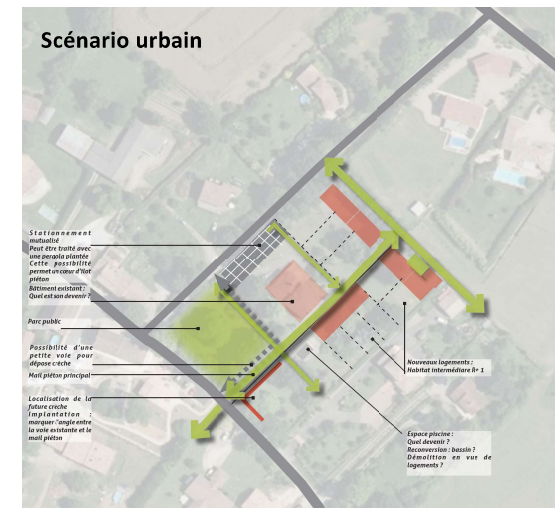 Scénario urbain
Stationnement
mutualisé
Peut être traité avec
une pergola plantée
Cette possibilité
permet un cœur d'îlot
piéton
Bâtiment existant :
Quel est son devenir ?
Parc public
Possibilité d'une
petite voie pour
dépose crèche
Mail piéton principal
Localisation de la
future creche
Implantation :
marquer l'angle entre
la voie existante et le
mail piéton
Nouveaux logements :
Habitat intermédiare R+ 1
Espace piscine :
Quel devenir ?
Reconversion : bassin ?
Démolition en vue de
logements ?